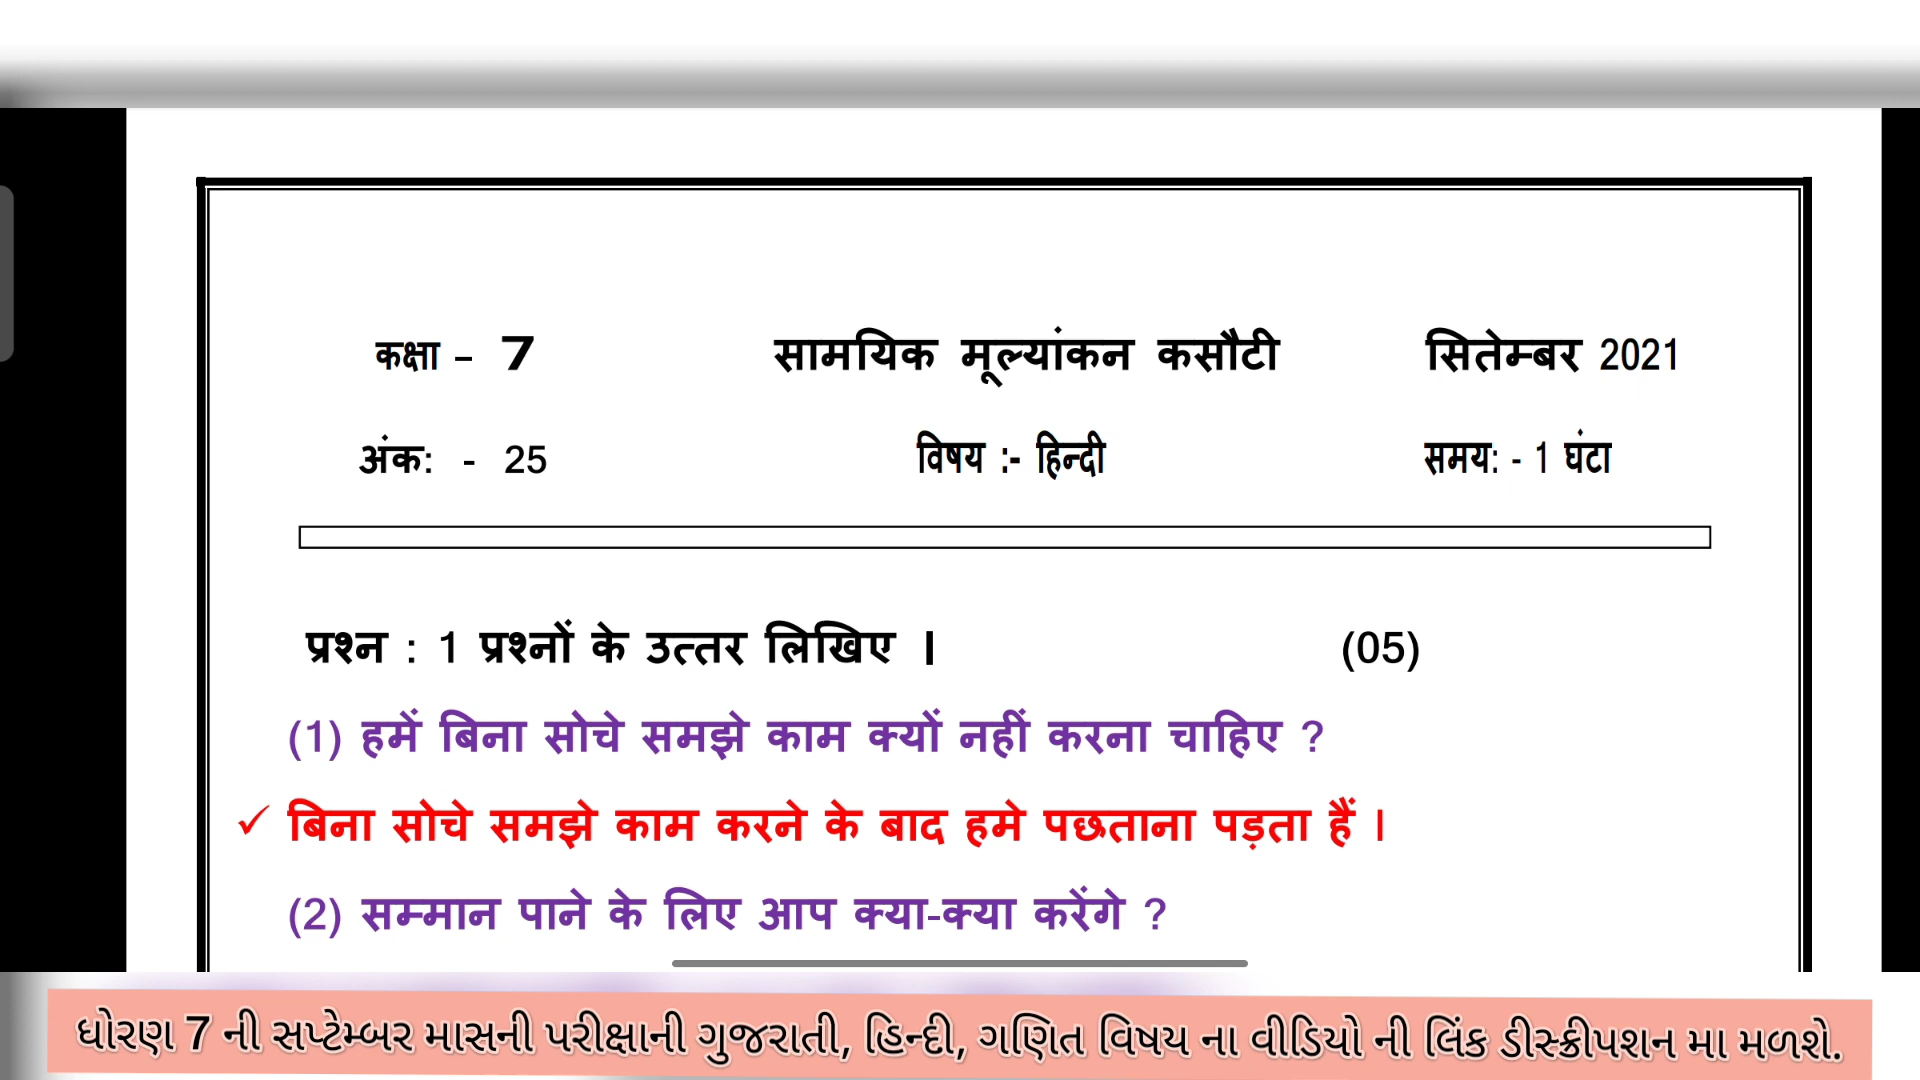 कक्षा – 7 सामयिक मूल्यांकन कसौटी सितेम्बर 2021
अंक: - 25 विषय :- हिन्दी समय: - 1 घंटा
प्रश्न : 1 प्रश्नों के उत्तर लिखिए । (05)
(1) हमें बिना सोचे समझे काम क्यों नहीं करना चाहिए ?
✓ बिना सोचे समझे काम करने के बाद हमे पछताना पड़ता हैं ।
(2) सम्मान पाने के लिए आप क्या-क्या करेंगे ?
ધોરણ 7 ની સપ્ટેમ્બર માસની પરીક્ષાની ગુજરાતી, હિન્દી, ગણિત વિષય ના વીડિયો ની લિંક ડીસ્ક્રીપશન મા મળશે.